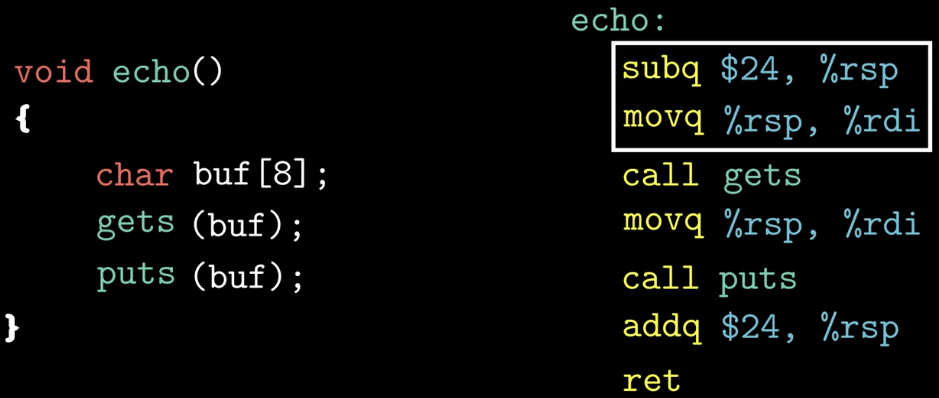 void echo()
{
char buf[8];
gets (buf);
puts (buf);
}
echo:
subq $24, %rsp
movq %rsp, %rdi
call gets
movq %rsp, %rdi
call puts
addq $24, %rsp
ret